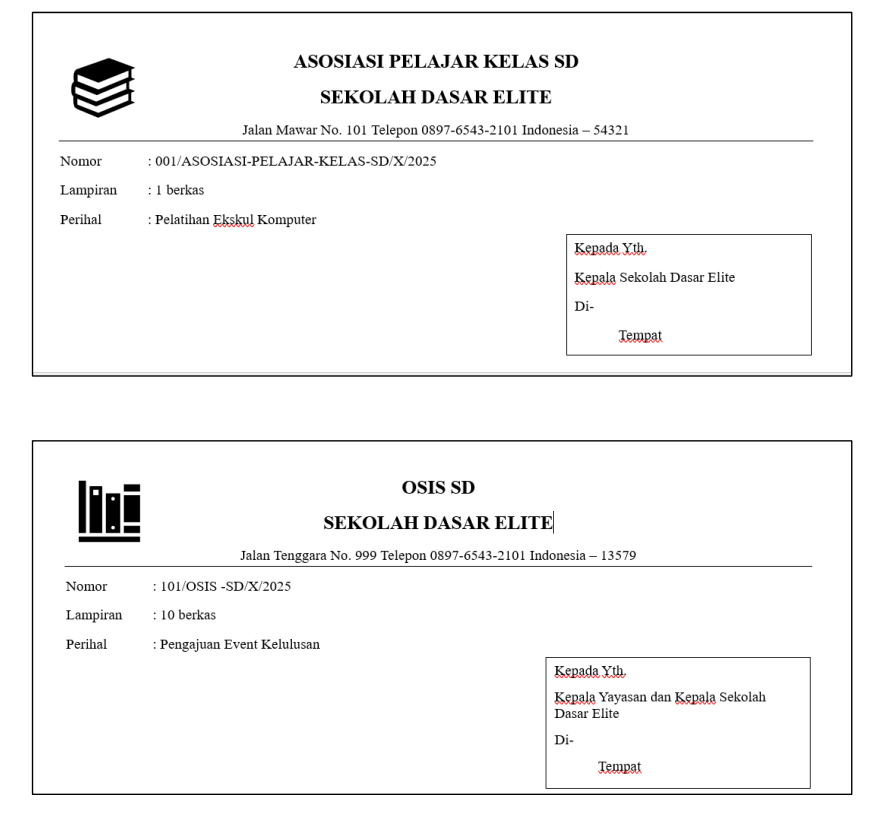 ASOSIASI PELAJAR KELAS SD
SEKOLAH DASAR ELITE
Jalan Mawar No. 101 Telepon 0897-6543-2101 Indonesia – 54321
Nomor : 001/ASOSIASI-PELAJAR-KELAS-SD/X/2025
Lampiran : 1 berkas
Perihal : Pelatihan Ekskul Komputer
Kepada Yth.
Kepala Sekolah Dasar Elite
Di-
Tempat
OSIS SD
SEKOLAH DASAR ELITE
Jalan Tenggara No. 999 Telepon 0897-6543-2101 Indonesia – 13579
Nomor : 101/OSIS -SD/X/2025
Lampiran : 10 berkas
Perihal : Pengajuan Event Kelulusan
Kepada Yth.
Kepala Yayasan dan Kepala Sekolah
Dasar Elite
Di-
Tempat